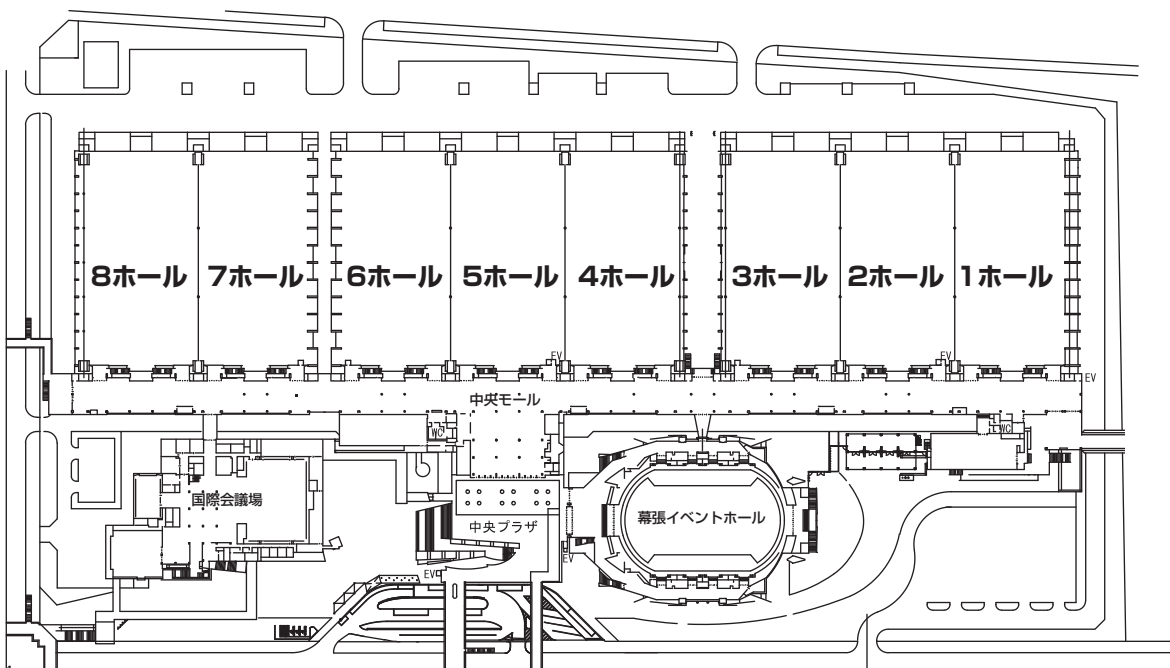 8ホール
7ホール
6ホール
5ホール
4ホール
3ホール
2ホール
1ホール
EV
EV
EV
中央モール
WC
WC
国際会議場
中央プラザ
幕張イベントホール
EV
EV